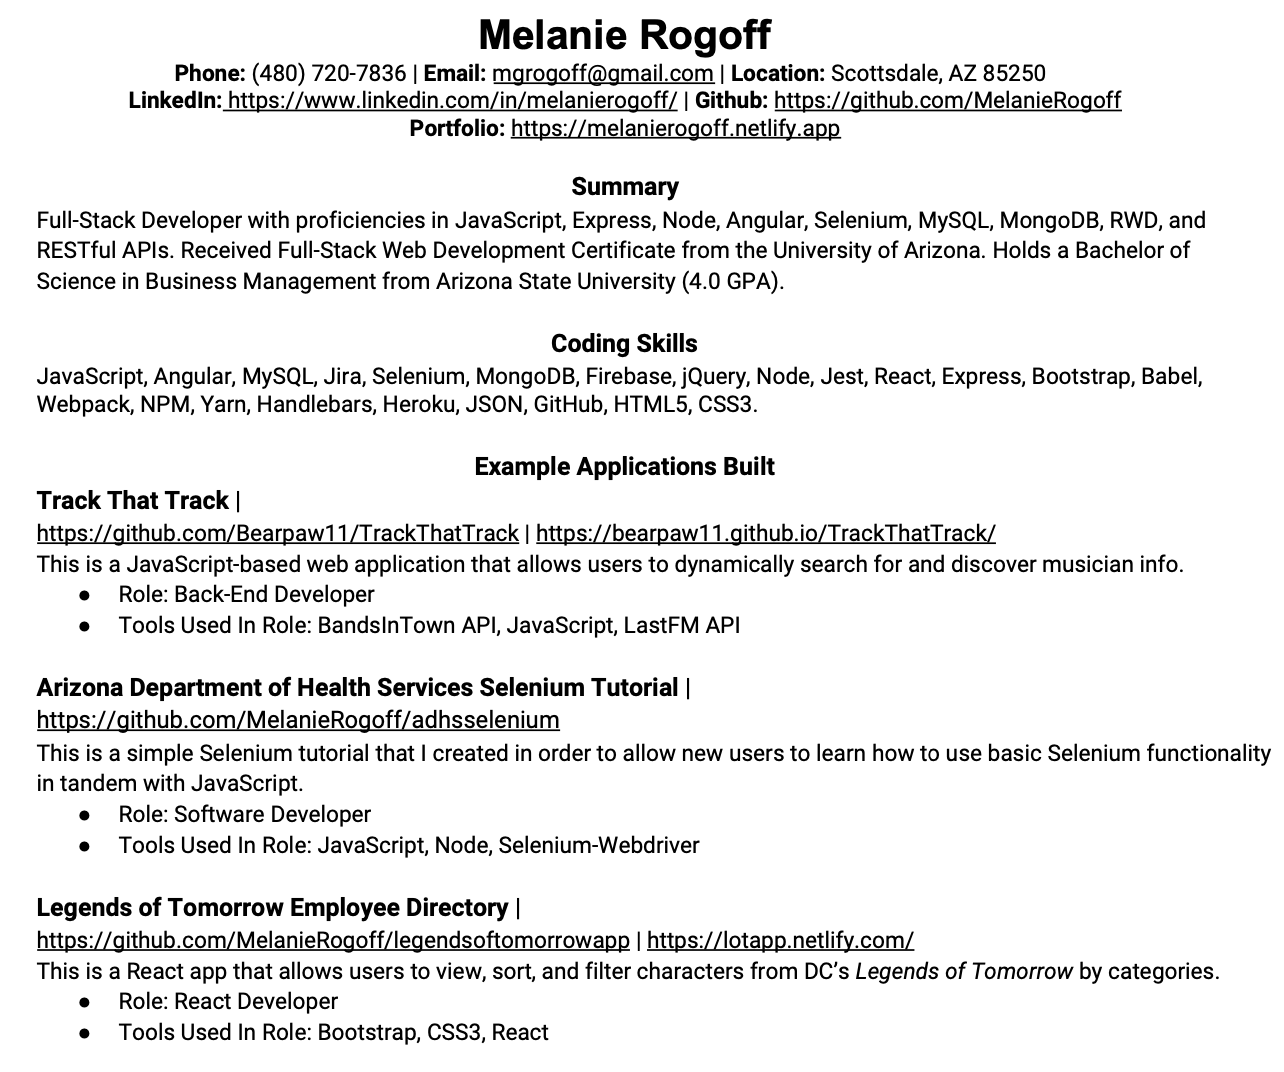 Melanie Rogoff
Phone: (480) 720-7836 | Email: mgrogoff@gmail.com | Location: Scottsdale, AZ 85250
LinkedIn: https://www.linkedin.com/in/melanierogoff/ | Github: https://github.com/MelanieRogoff
Portfolio: https://melanierogoff.netlify.app
Summary
Full-Stack Developer with proficiencies in JavaScript, Express, Node, Angular, Selenium, MySQL, MongoDB, RWD, and
RESTful APIs. Received Full-Stack Web Development Certificate from the University of Arizona. Holds a Bachelor of
Science in Business Management from Arizona State University (4.0 GPA).
Coding Skills
JavaScript, Angular, MySQL, Jira, Selenium, MongoDB, Firebase, jQuery, Node, Jest, React, Express, Bootstrap, Babel,
Webpack, NPM, Yarn, Handlebars, Heroku, JSON, GitHub, HTML5, CSS3.
Example Applications Built
Track That Track |
https://github.com/Bearpaw11/TrackThatTrack | https://bearpaw11.github.io/TrackThatTrack/
This is a JavaScript-based web application that allows users to dynamically search for and discover musician info.
● Role: Back-End Developer
● Tools Used In Role: BandsInTown API, JavaScript, LastFM API
Arizona Department of Health Services Selenium Tutorial |
https://github.com/MelanieRogoff/adhsselenium
This is a simple Selenium tutorial that I created in order to allow new users to learn how to use basic Selenium functionality
in tandem with JavaScript.
● Role: Software Developer
● Tools Used In Role: JavaScript, Node, Selenium-Webdriver
Legends of Tomorrow Employee Directory |
https://github.com/MelanieRogoff/legendsoftomorrowapp | https://lotapp.netlify.com/
This is a React app that allows users to view, sort, and filter characters from DC’s Legends of Tomorrow by categories.
● Role: React Developer
● Tools Used In Role: Bootstrap, CSS3, React